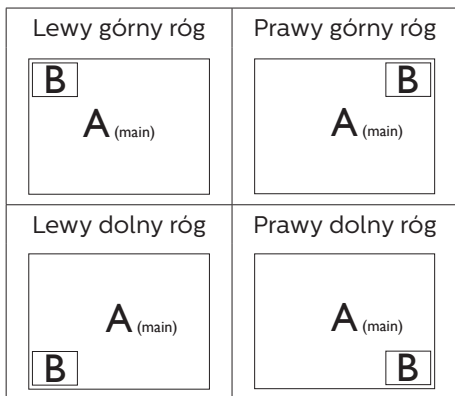 Lewy górny róg
B
A (main)
Prawy górny róg
B
A (main)
Lewy dolny róg
A (main)
B
Prawy dolny róg
A (main)
B